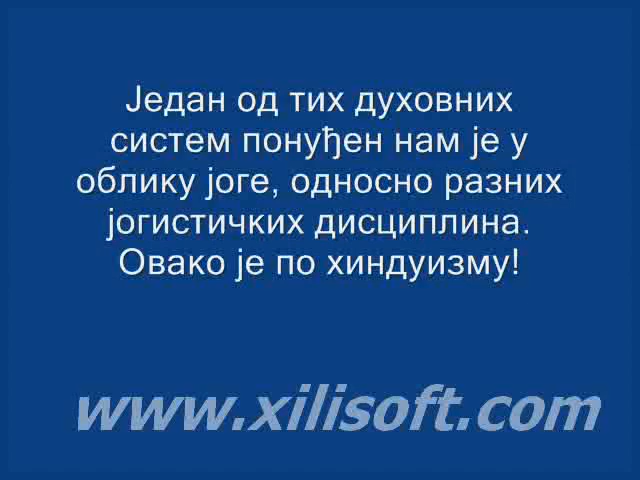 Један од тих духовних
систем понуђен нам је у
облику јоге, односно разних
јогистичких дисциплина.
Овако је по хиндуизму!
www.xilisoft.com